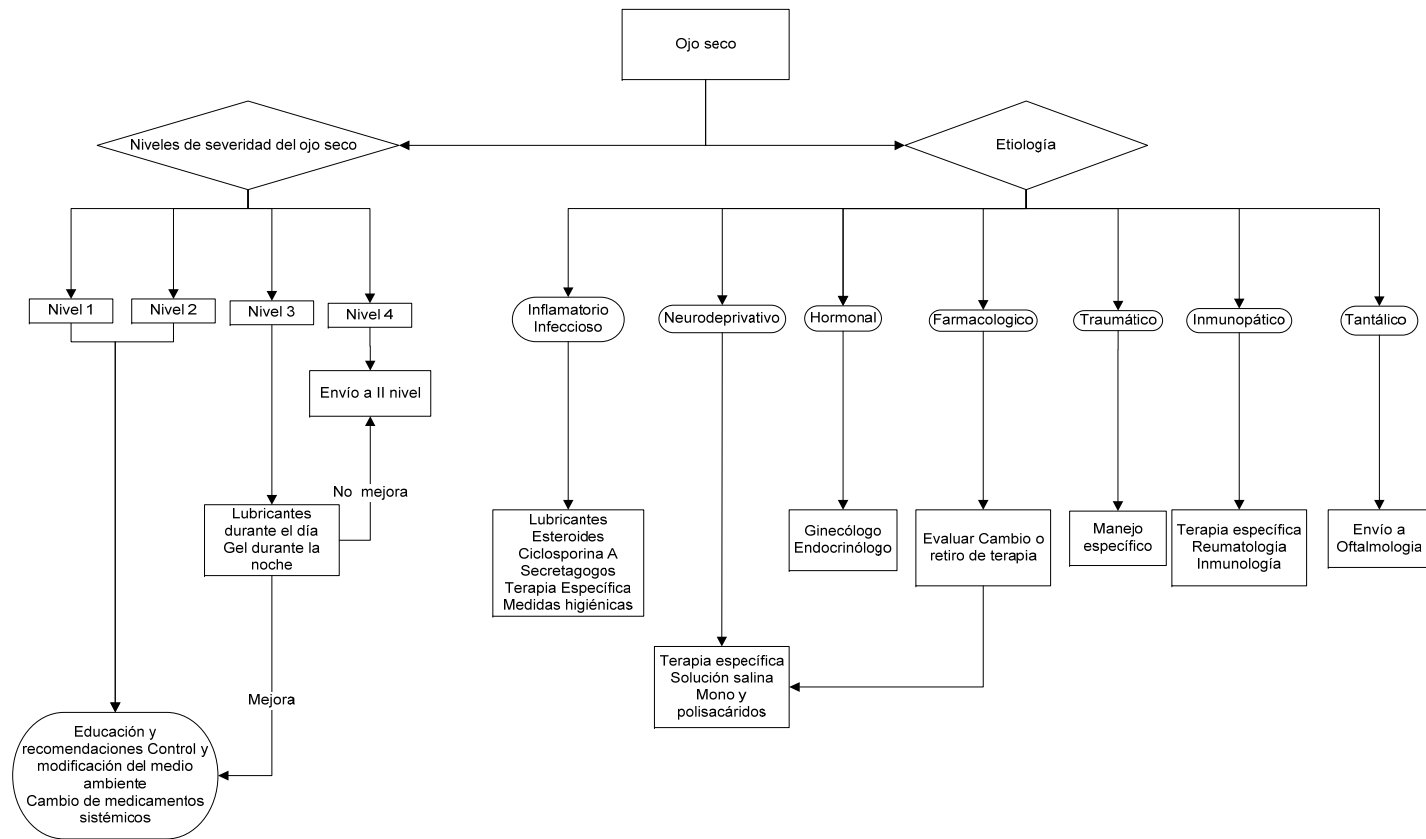 Ojo seco
Niveles de severidad del ojo seco
Etiología
Nivel 1
Nivel 2
Nivel 3
Nivel 4
Inflamatorio
Infeccioso
Neurodeprivativo
Hormonal
Farmacologico
Traumático
Inmunopático
Tantálico
Envío a II nivel
No mejora
Lubricantes
durante el día
Gel durante la
noche
Lubricantes
Esteroides
Ciclosporina A
Secretagogos
Terapia Específica
Medidas higiénicas
Ginecólogo
Endocrinólogo
Evaluar Cambio o
retiro de terapia
Manejo
específico
Terapia específica
Reumatología
Inmunología
Envío a
Oftalmologia
Terapia específica
Solución salina
Mono y
polisacáridos
Mejora
Educación y
recomendaciones Control y
modificación del medio
ambiente
Cambio de medicamentos
sistémicos